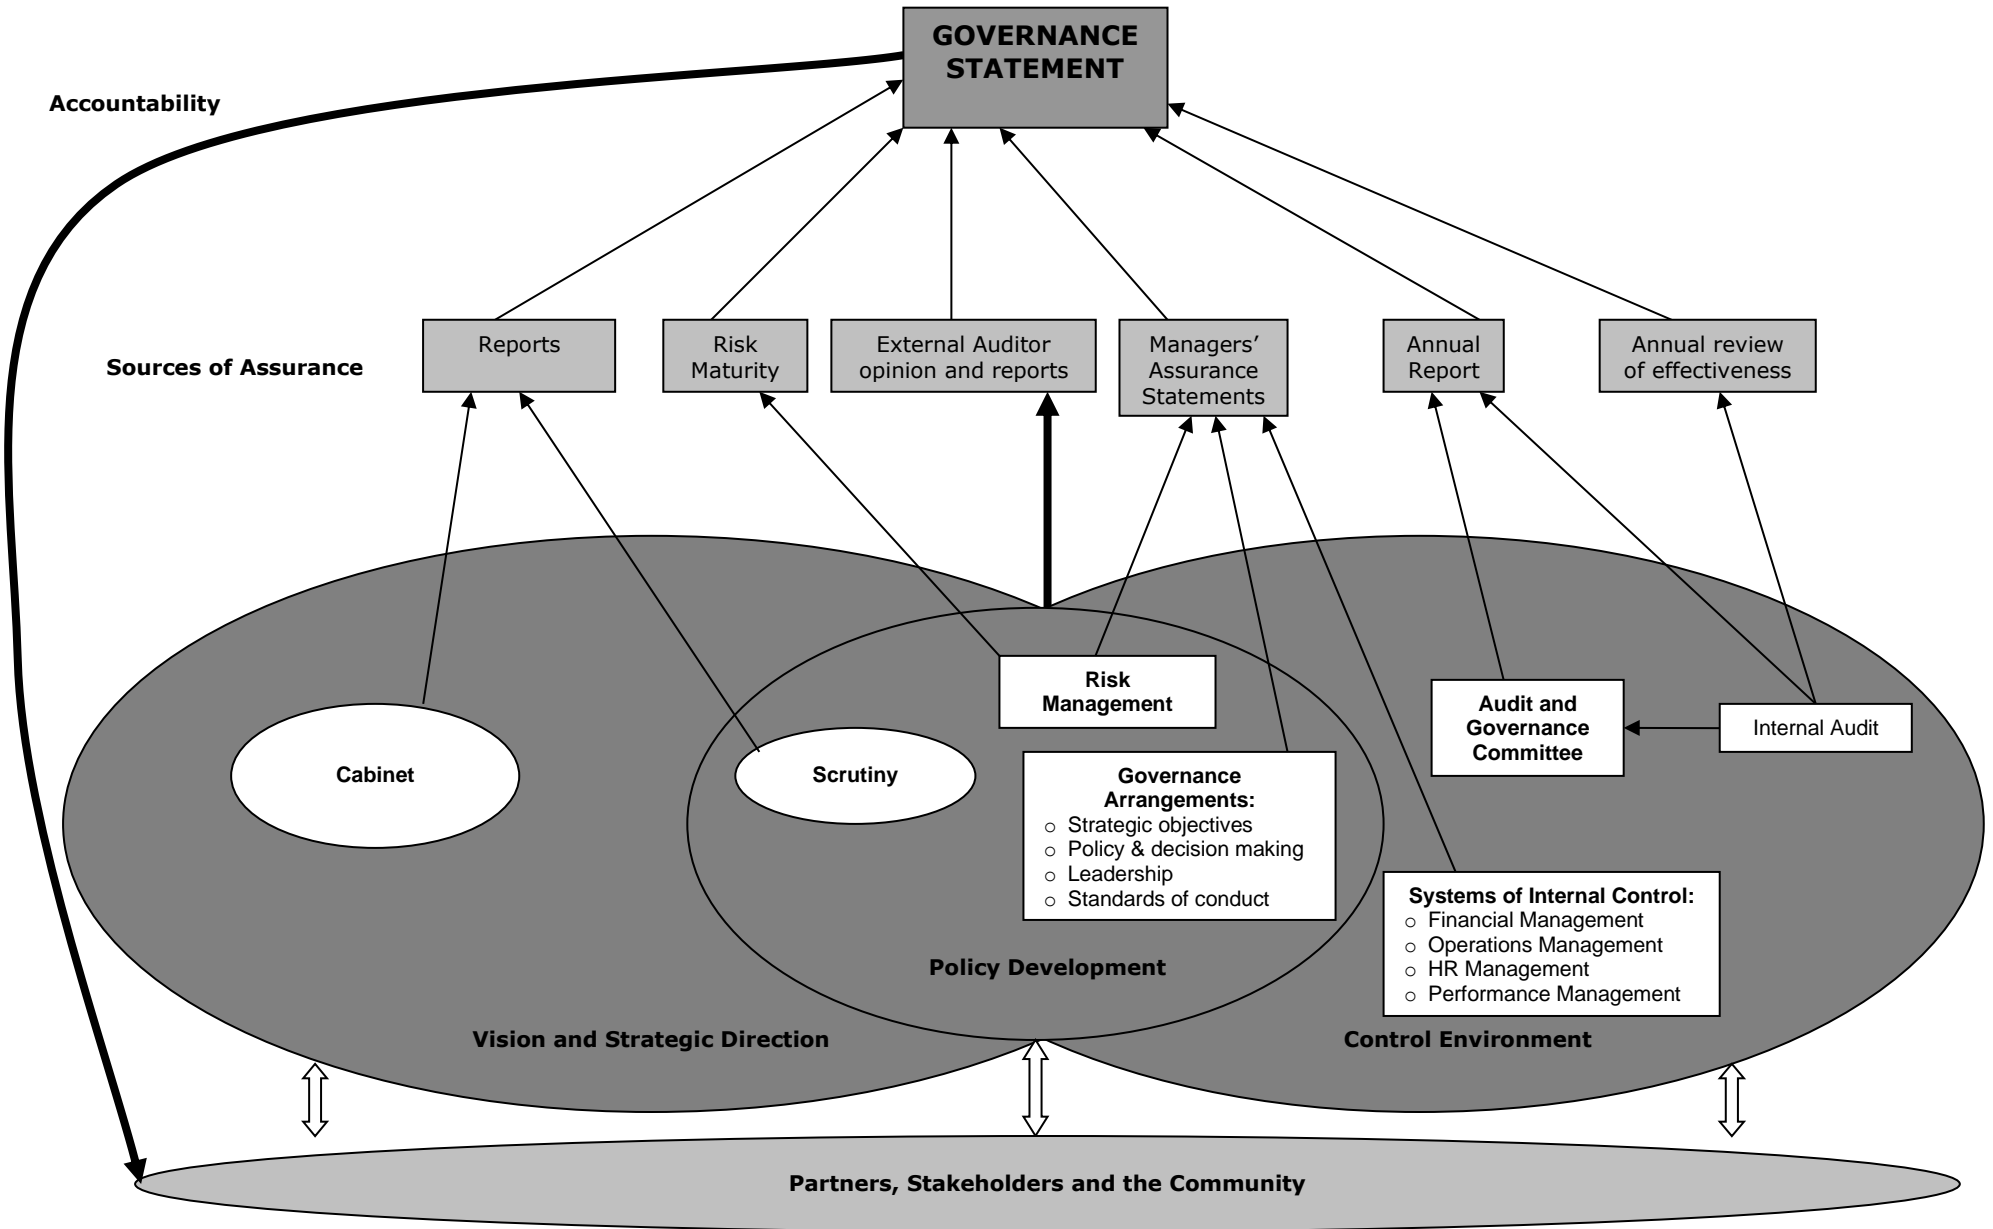 GOVERNANCE
STATEMENT
Accountability
Sources of Assurance
Reports
Risk
Maturity
External Auditor
opinion and reports
Managers’
Assurance
Statements
Annual
Report
Annual review
of effectiveness
Cabinet
Scrutiny
Risk
Management
Governance
Arrangements:
o Strategic objectives
o Policy & decision making
o Leadership
o Standards of conduct
Audit and
Governance
Committee
Internal Audit
Systems of Internal Control:
o Financial Management
o Operations Management
o HR Management
o Performance Management
Policy Development
Vision and Strategic Direction
Control Environment
Partners, Stakeholders and the Community